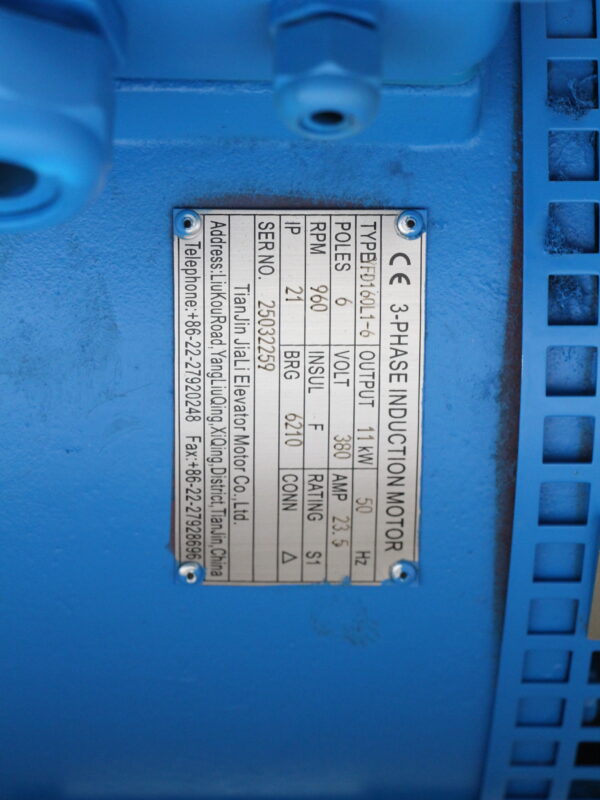 CE 3-PHASE INDUCTION MOTOR
TYPE YFD160L1-6 OUTPUT 11 kW 50 Hz
POLES 6 VOLT 380 AMP 23.5
RPM 960 INSUL F RATING S1
IP 21 BRG 6210 CONN △
SER NO. 25032259
TianJin JiaLi Elevator Motor Co.,Ltd.
Address:LiuKouRoad,YangLiuQing,XiQing,District,TianJin,China
Telephone:+86-22-27920248 Fax:+86-22-27928696